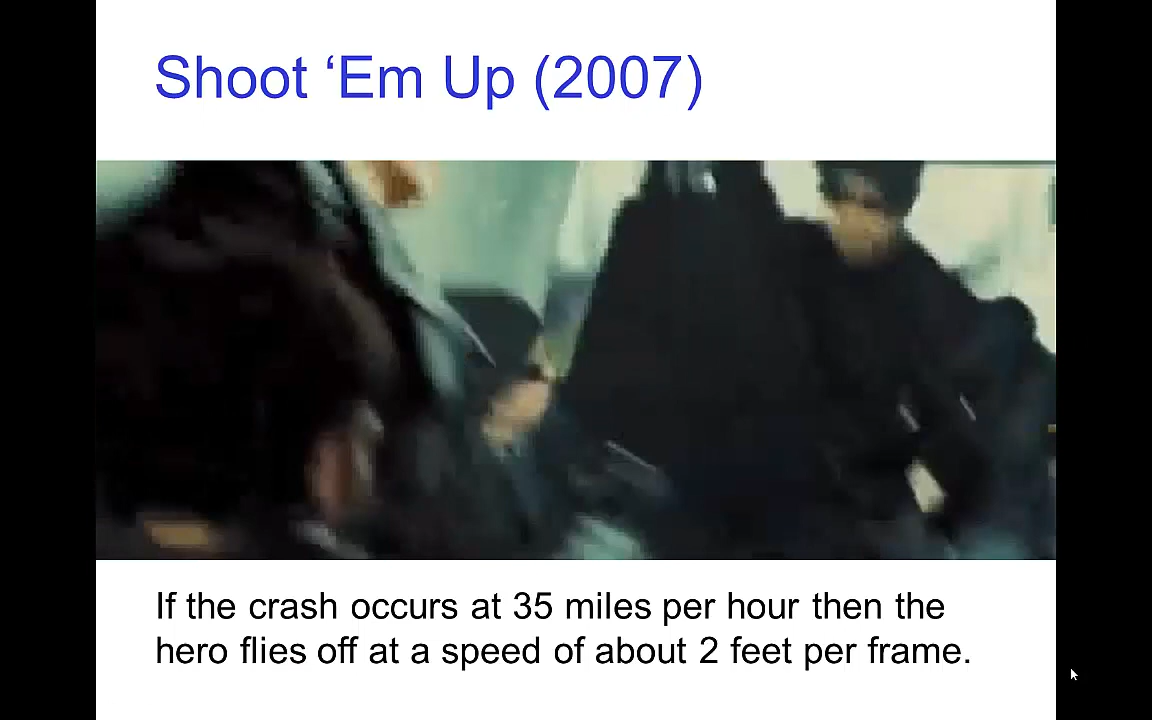 Shoot ‘Em Up (2007)
If the crash occurs at 35 miles per hour then the
hero flies off at a speed of about 2 feet per frame.